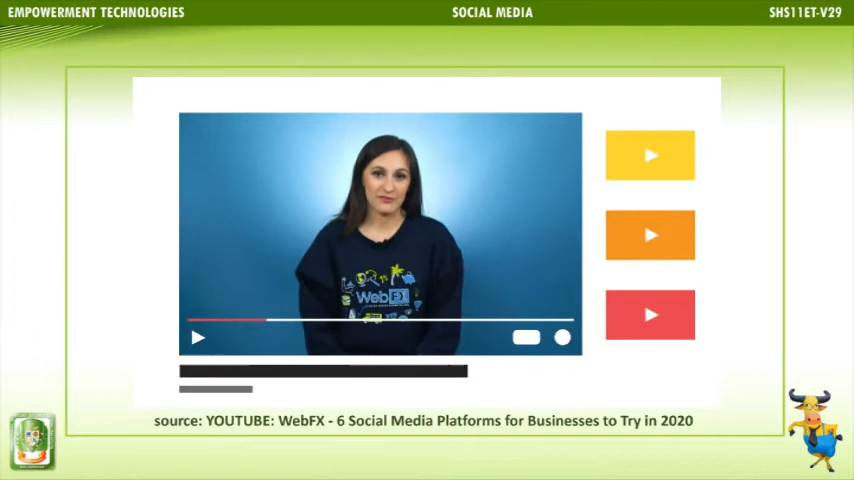 EMPOWERMENT TECHNOLOGIES
SOCIAL MEDIA
SHS11ET-V29
WebFX
source: YOUTUBE: WebFX - 6 Social Media Platforms for Businesses to Try in 2020